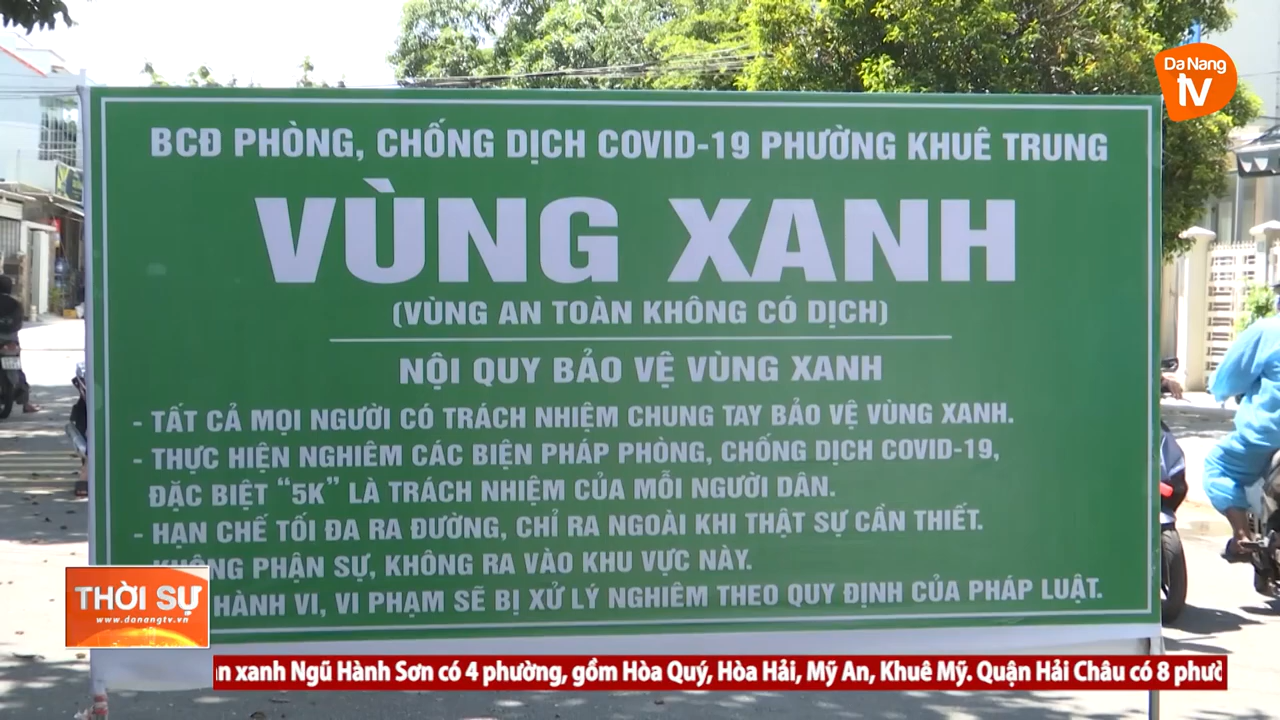 Da Nang
tv
BCĐ PHÒNG, CHỐNG DỊCH COVID-19 PHƯỜNG KHUÊ TRUNG
VÙNG XANH
(VÙNG AN TOÀN KHÔNG CÓ DỊCH)
NỘI QUY BẢO VỆ VÙNG XANH
- TẤT CẢ MỌI NGƯỜI CÓ TRÁCH NHIỆM CHUNG TAY BẢO VỆ VÙNG XANH.
- THỰC HIỆN NGHIÊM CÁC BIỆN PHÁP PHÒNG, CHỐNG DỊCH COVID-19,
ĐẶC BIỆT “5K” LÀ TRÁCH NHIỆM CỦA MỖI NGƯỜI DÂN.
- HẠN CHẾ TỐI ĐA RA ĐƯỜNG, CHỈ RA NGOÀI KHI THẬT SỰ CẦN THIẾT.
KHÔNG PHẬN SỰ, KHÔNG RA VÀO KHU VỰC NÀY.
HÀNH VI, VI PHẠM SẼ BỊ XỬ LÝ NGHIÊM THEO QUY ĐỊNH CỦA PHÁP LUẬT.
THỜI SỰ
www.danangtv.vn
xanh Ngũ Hành Sơn có 4 phường, gồm Hòa Quý, Hòa Hải, Mỹ An, Khuê Mỹ. Quận Hải Châu có 8